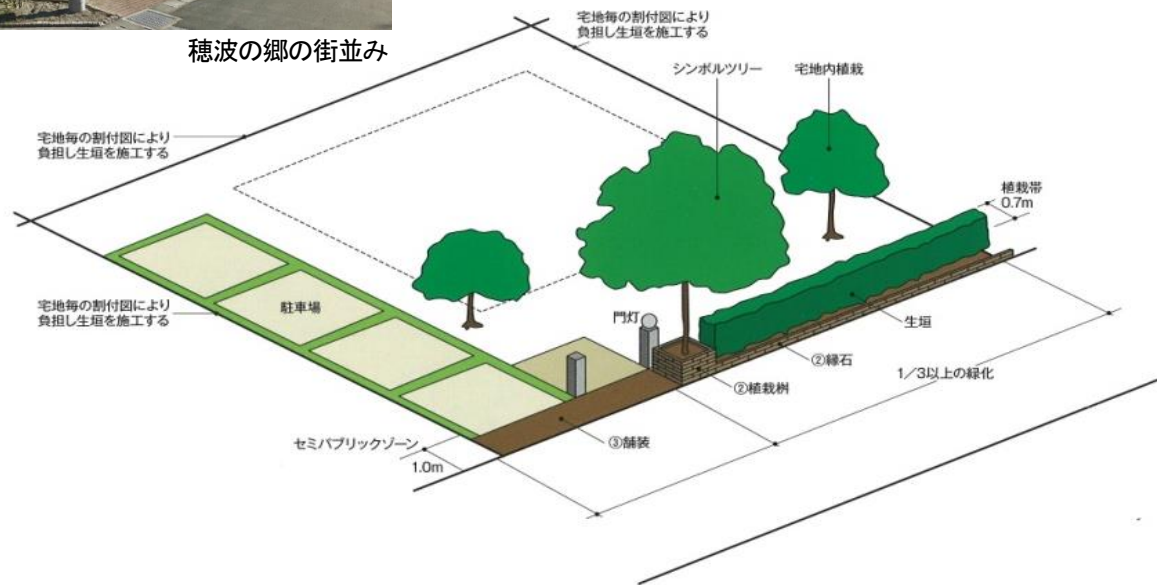 穂波の郷の街並み
宅地毎の割付図により
負担し生垣を施工する
シンボルツリー
宅地内植栽
宅地毎の割付図により
負担し生垣を施工する
植栽帯
0.7m
宅地毎の割付図により
負担し生垣を施工する
駐車場
門灯
生垣
②縁石
1/3以上の緑化
②植栽桝
③舗装
セミパブリックゾーン
1.0m